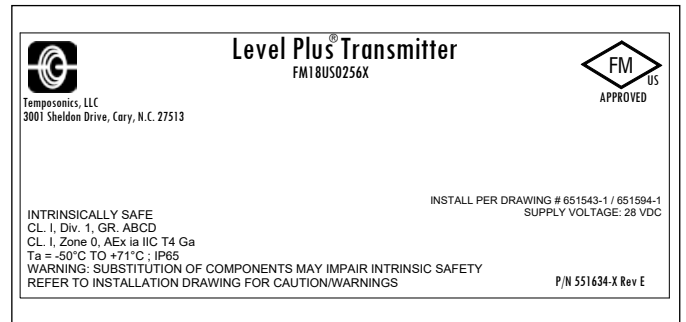 Level Plus® Transmitter
FM18US0256X
FM
US
APPROVED
Temposonics, LLC
3001 Sheldon Drive, Cary, N.C. 27513
INSTALL PER DRAWING # 651543-1 / 651594-1
SUPPLY VOLTAGE: 28 VDC
INTRINSICALLY SAFE
CL. I, Div. 1, GR. ABCD
CL. I, Zone 0, AEx ia IIC T4 Ga
Ta = -50°C TO +71°C ; IP65
WARNING: SUBSTITUTION OF COMPONENTS MAY IMPAIR INTRINSIC SAFETY
REFER TO INSTALLATION DRAWING FOR CAUTION/WARNINGS
P/N 551634-X Rev E